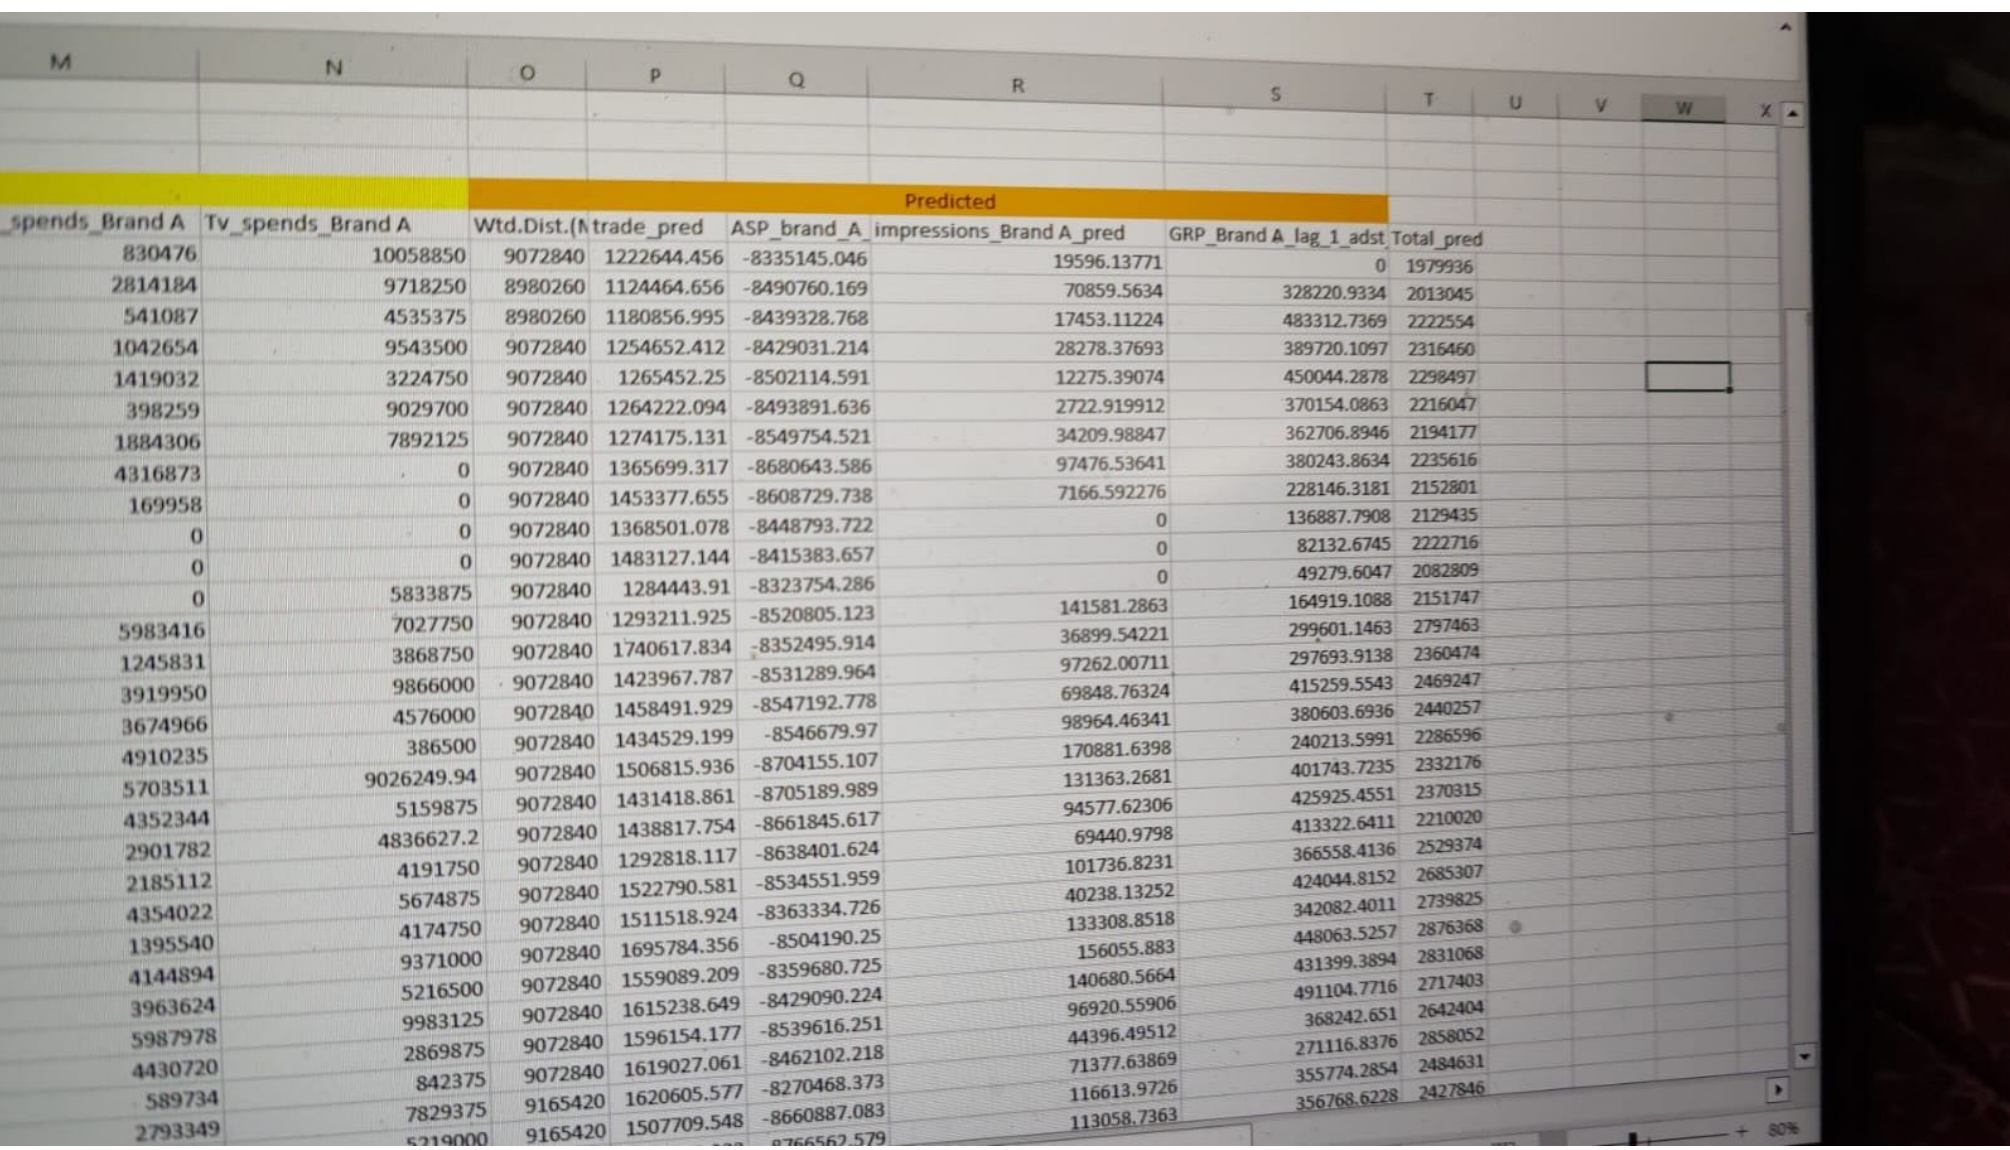 M N O P Q R S T U V W X
Predicted
_spends_Brand A Tv_spends_Brand A Wtd.Dist.(N trade_pred ASP_brand_A_ impressions_Brand A_pred GRP_Brand A_lag_1_adst Total_pred
830476 10058850 9072840 1222644.456 -8335145.046 19596.13771 0 1979936
2814184 9718250 8980260 1124464.656 -8490760.169 70859.5634 328220.9334 2013045
541087 4535375 8980260 1180856.995 -8439328.768 17453.11224 483312.7369 2222554
1042654 9543500 9072840 1254652.412 -8429031.214 28278.37693 389720.1097 2316460
1419032 3224750 9072840 1265452.25 -8502114.591 12275.39074 450044.2878 2298497
398259 9029700 9072840 1264222.094 -8493891.636 2722.919912 370154.0863 2216047
1884306 7892125 9072840 1274175.131 -8549754.521 34209.98847 362706.8946 2194177
4316873 0 9072840 1365699.317 -8680643.586 97476.53641 380243.8634 2235616
169958 0 9072840 1453377.655 -8608729.738 7166.592276 228146.3181 2152801
0 0 9072840 1368501.078 -8448793.722 0 136887.7908 2129435
0 0 9072840 1483127.144 -8415383.657 0 82132.6745 2222716
0 5833875 9072840 1284443.91 -8323754.286 0 49279.6047 2082809
5983416 7027750 9072840 1293211.925 -8520805.123 141581.2863 164919.1088 2151747
1245831 3868750 9072840 1740617.834 -8352495.914 36899.54221 299601.1463 2797463
3919950 9866000 9072840 1423967.787 -8531289.964 97262.00711 297693.9138 2360474
3674966 4576000 9072840 1458491.929 -8547192.778 69848.76324 415259.5543 2469247
4910235 386500 9072840 1434529.199 -8546679.97 98964.46341 380603.6936 2440257
5703511 9026249.94 9072840 1506815.936 -8704155.107 170881.6398 240213.5991 2286596
4352344 5159875 9072840 1431418.861 -8705189.989 131363.2681 401743.7235 2332176
2901782 4836627.2 9072840 1438817.754 -8661845.617 94577.62306 425925.4551 2370315
2185112 4191750 9072840 1292818.117 -8638401.624 69440.9798 413322.6411 2210020
4354022 5674875 9072840 1522790.581 -8534551.959 101736.8231 366558.4136 2529374
1395540 4174750 9072840 1511518.924 -8363334.726 40238.13252 424044.8152 2685307
4144894 9371000 9072840 1695784.356 -8504190.25 133308.8518 342082.4011 2739825
3963624 5216500 9072840 1559089.209 -8359680.725 156055.883 448063.5257 2876368
5987978 9983125 9072840 1615238.649 -8429090.224 140680.5664 431399.3894 2831068
4430720 2869875 9072840 1596154.177 -8539616.251 96920.55906 491104.7716 2717403
589734 842375 9072840 1619027.061 -8462102.218 44396.49512 368242.651 2642404
2793349 7829375 9165420 1620605.577 -8270468.373 71377.63869 271116.8376 2858052
5219000 9165420 1507709.548 -8660887.083 116613.9726 355774.2854 2484631
8766562.579 113058.7363 356768.6228 2427846
80%